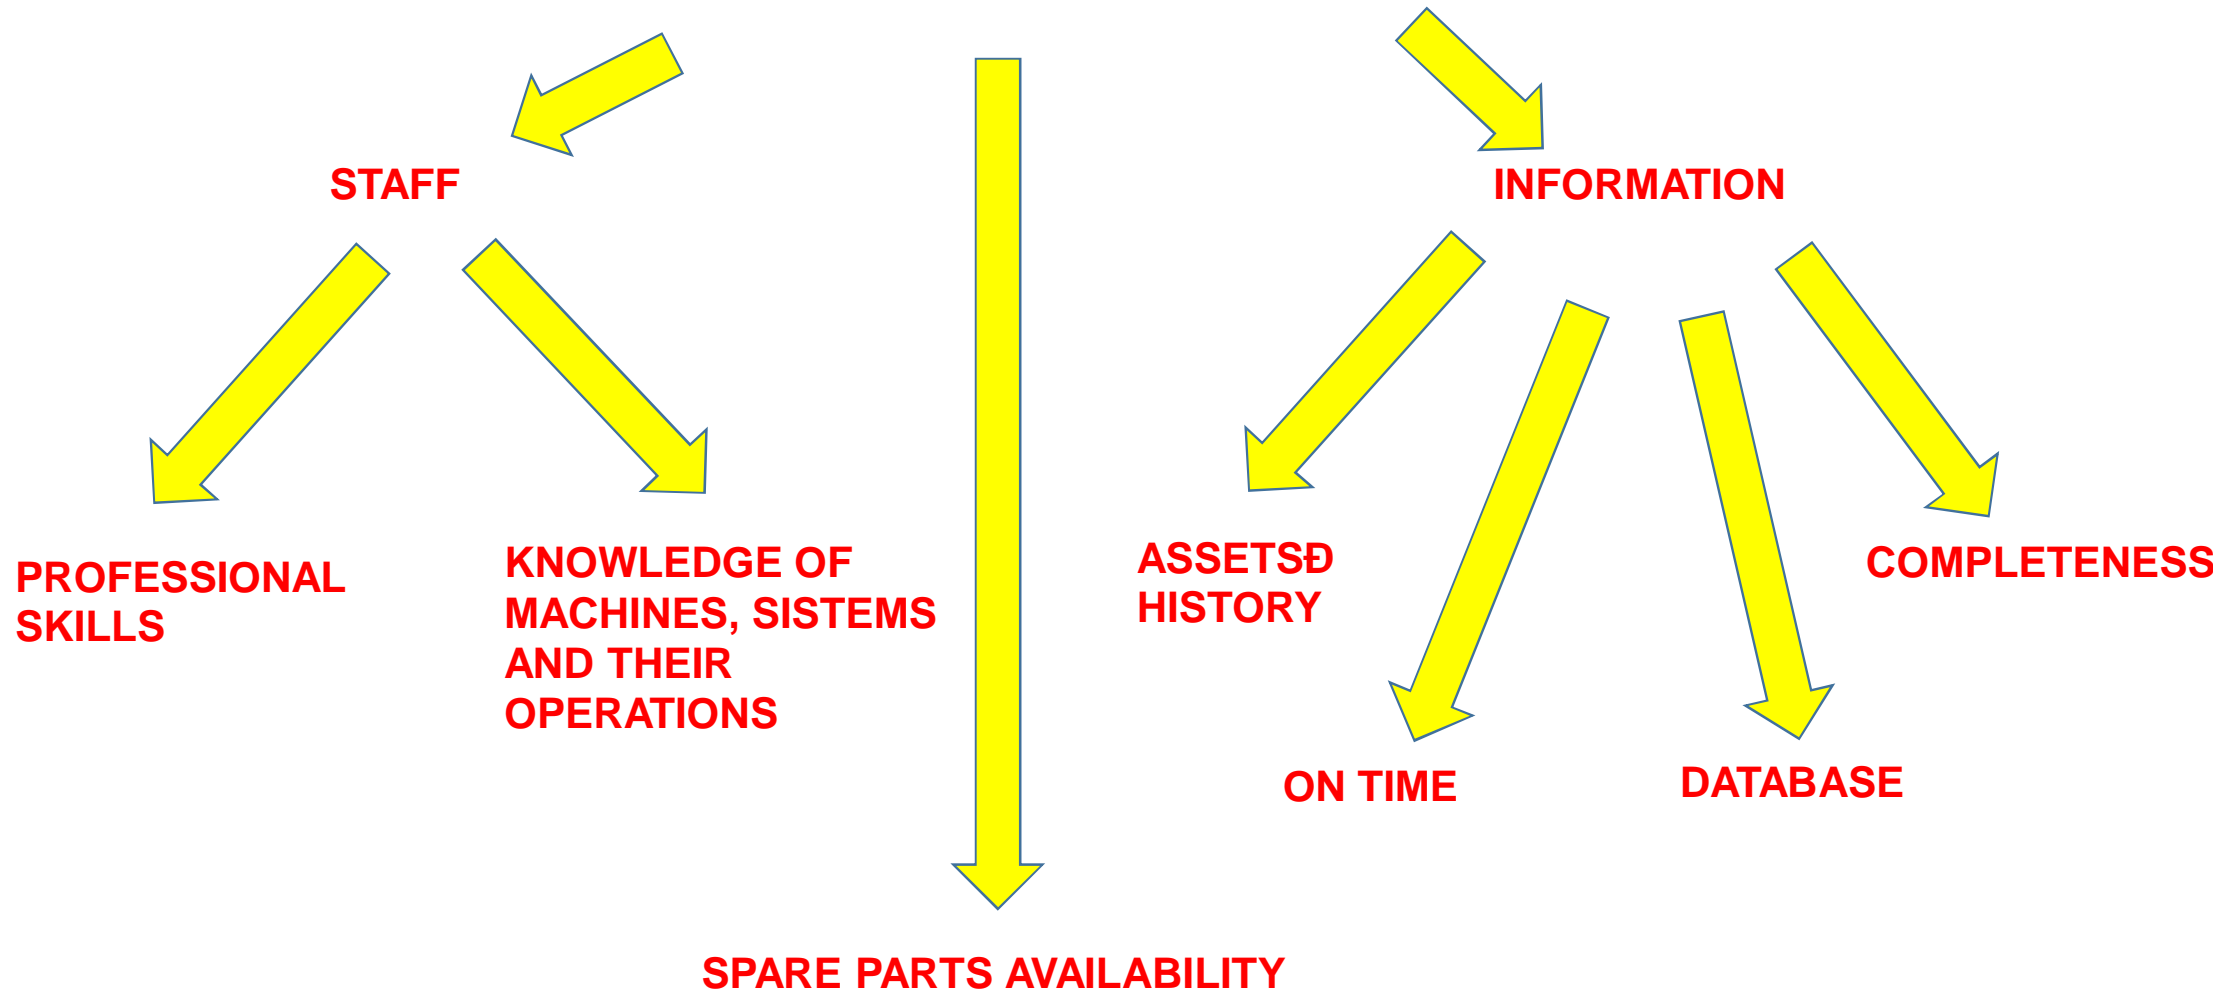 STAFF
INFORMATION
PROFESSIONAL
SKILLS
KNOWLEDGE OF
MACHINES, SISTEMS
AND THEIR
OPERATIONS
ASSETSĐ
HISTORY
COMPLETENESS
ON TIME
DATABASE
SPARE PARTS AVAILABILITY